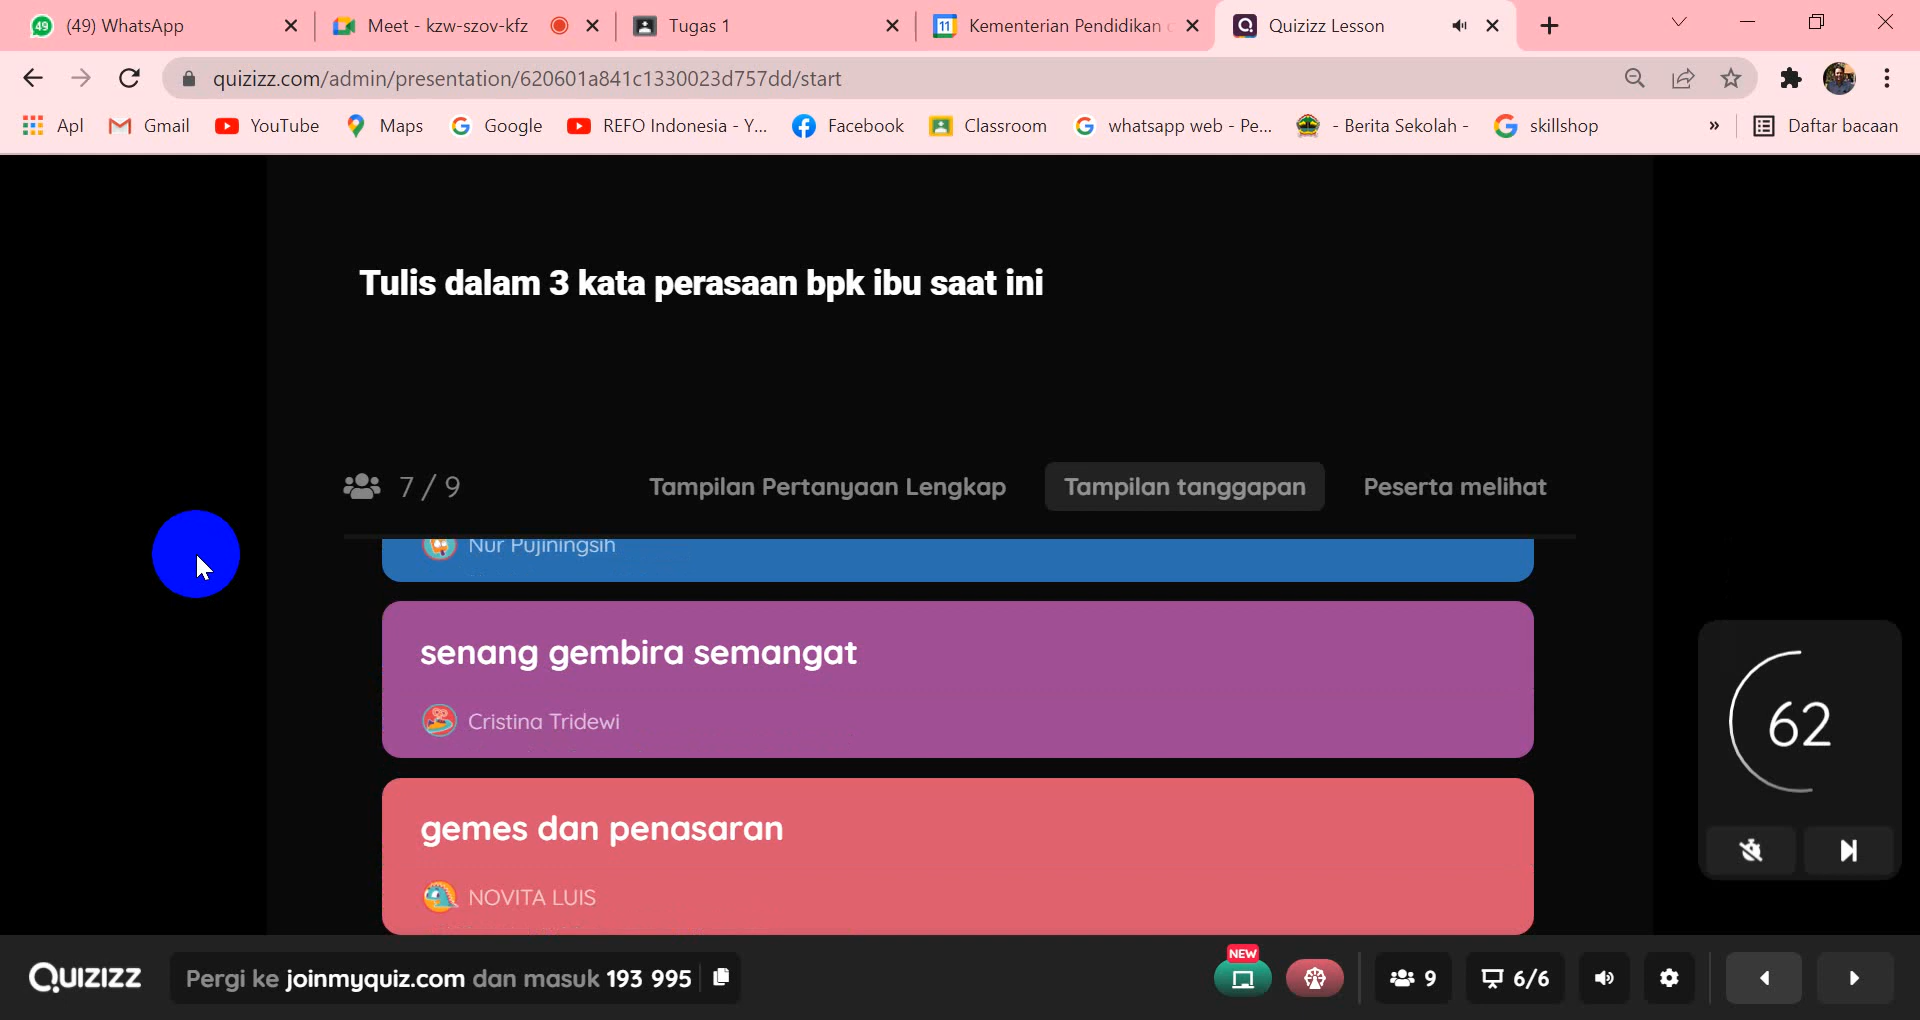 49 (49) WhatsApp
Meet - kzw-szov-kfz
Tugas 1
11 Kementerian Pendidikan
Quizizz Lesson
quizizz.com/admin/presentation/620601a841c1330023d757dd/start
Apl
Gmail
YouTube
Maps
Google
REFO Indonesia - Y...
Facebook
Classroom
whatsapp web - Pe...
- Berita Sekolah -
skillshop
»
Daftar bacaan
Tulis dalam 3 kata perasaan bpk ibu saat ini
7 / 9
Tampilan Pertanyaan Lengkap
Tampilan tanggapan
Peserta melihat
Nur Pujiningsih
senang gembira semangat
Cristina Tridewi
gemes dan penasaran
NOVITA LUIS
62
QUIZIZZ
Pergi ke joinmyquiz.com dan masuk 193 995
NEW
9
6/6